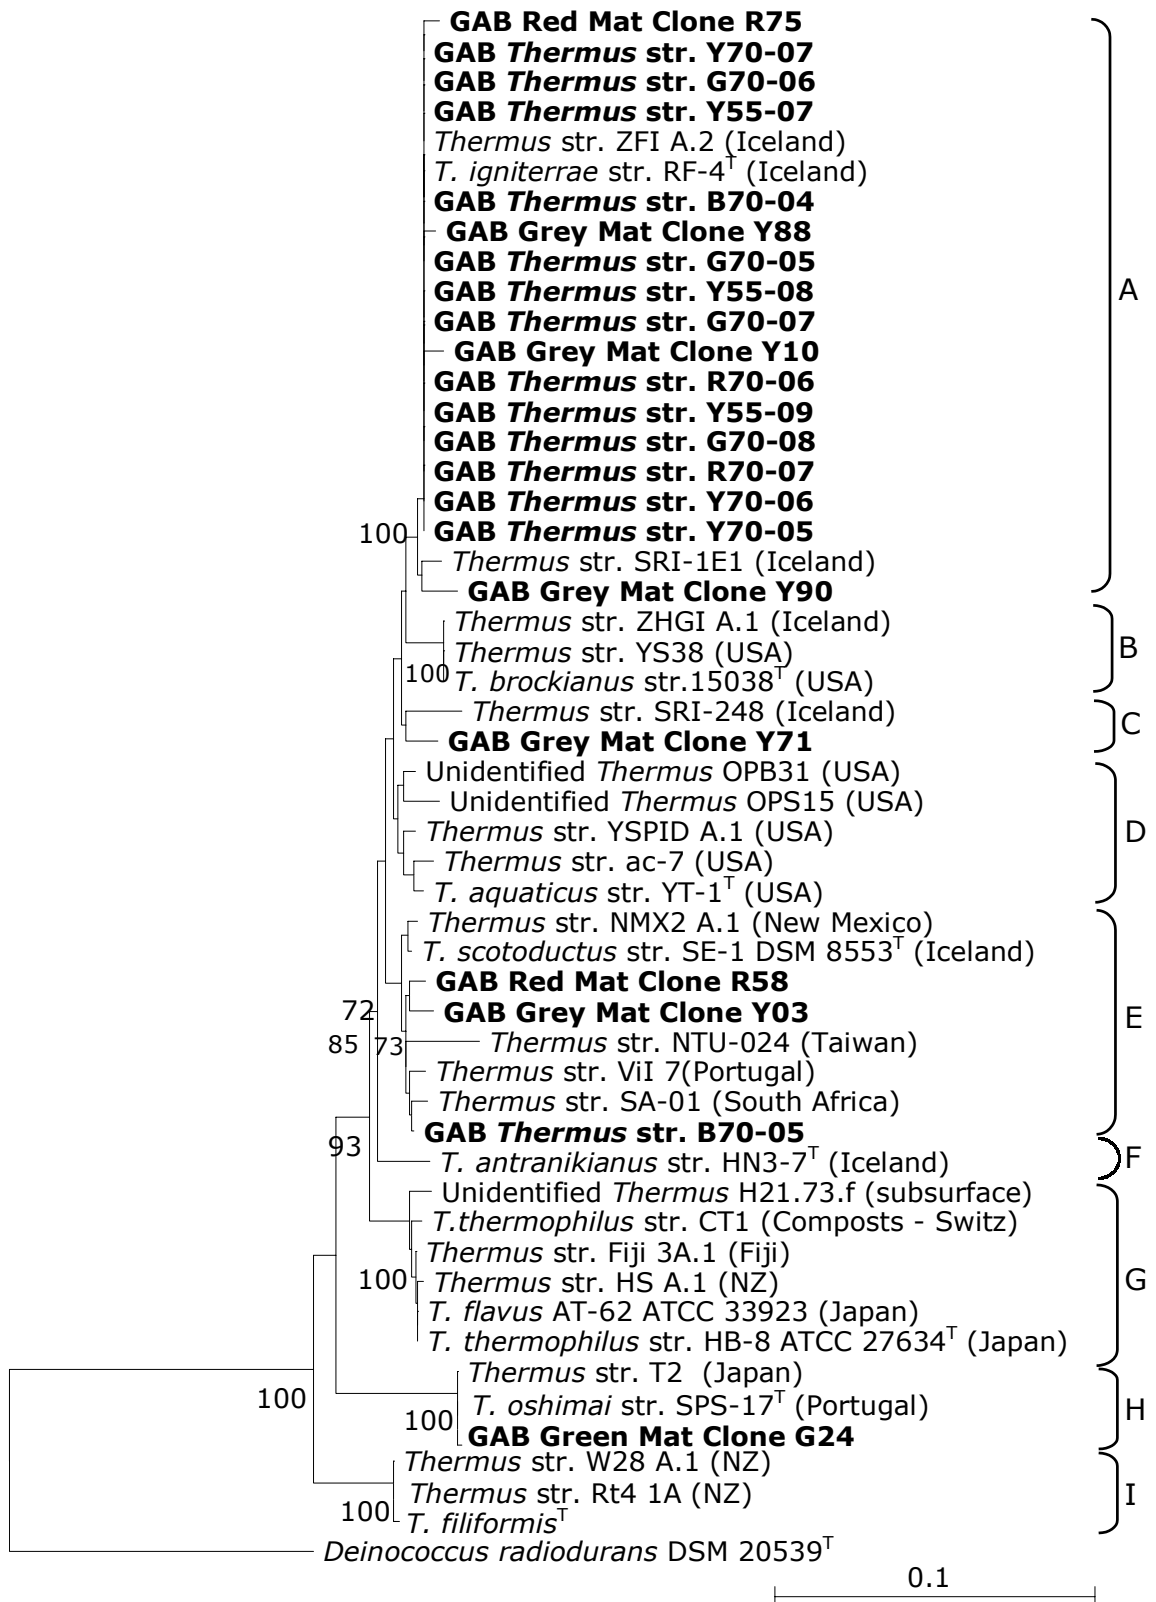 GAB Red Mat Clone R75
GAB Thermus str. Y70-07
GAB Thermus str. G70-06
GAB Thermus str. Y55-07
Thermus str. ZFI A.2 (Iceland)
T. igniterrae str. RF-4ᵀ (Iceland)
GAB Thermus str. B70-04
GAB Grey Mat Clone Y88
GAB Thermus str. G70-05
GAB Thermus str. Y55-08
A
GAB Thermus str. G70-07
GAB Grey Mat Clone Y10
GAB Thermus str. R70-06
GAB Thermus str. Y55-09
GAB Thermus str. G70-08
GAB Thermus str. R70-07
GAB Thermus str. Y70-06
GAB Thermus str. Y70-05
100
Thermus str. SRI-1E1 (Iceland)
GAB Grey Mat Clone Y90
Thermus str. ZHGI A.1 (Iceland)
Thermus str. YS38 (USA)
B
100
T. brockianus str.15038ᵀ (USA)
Thermus str. SRI-248 (Iceland)
C
GAB Grey Mat Clone Y71
Unidentified Thermus OPB31 (USA)
Unidentified Thermus OPS15 (USA)
Thermus str. YSPID A.1 (USA)
D
Thermus str. ac-7 (USA)
T. aquaticus str. YT-1ᵀ (USA)
Thermus str. NMX2 A.1 (New Mexico)
T. scotoductus str. SE-1 DSM 8553ᵀ (Iceland)
GAB Red Mat Clone R58
72
GAB Grey Mat Clone Y03
E
85
73
Thermus str. NTU-024 (Taiwan)
Thermus str. ViI 7(Portugal)
Thermus str. SA-01 (South Africa)
GAB Thermus str. B70-05
93
T. antranikianus str. HN3-7ᵀ (Iceland)
F
Unidentified Thermus H21.73.f (subsurface)
T.thermophilus str. CT1 (Composts - Switz)
Thermus str. Fiji 3A.1 (Fiji)
100
Thermus str. HS A.1 (NZ)
G
T. flavus AT-62 ATCC 33923 (Japan)
T. thermophilus str. HB-8 ATCC 27634ᵀ (Japan)
Thermus str. T2 (Japan)
100
T. oshimai str. SPS-17ᵀ (Portugal)
H
100
GAB Green Mat Clone G24
Thermus str. W28 A.1 (NZ)
Thermus str. Rt4 1A (NZ)
I
100
T. filiformisᵀ
Deinococcus radiodurans DSM 20539ᵀ
0.1